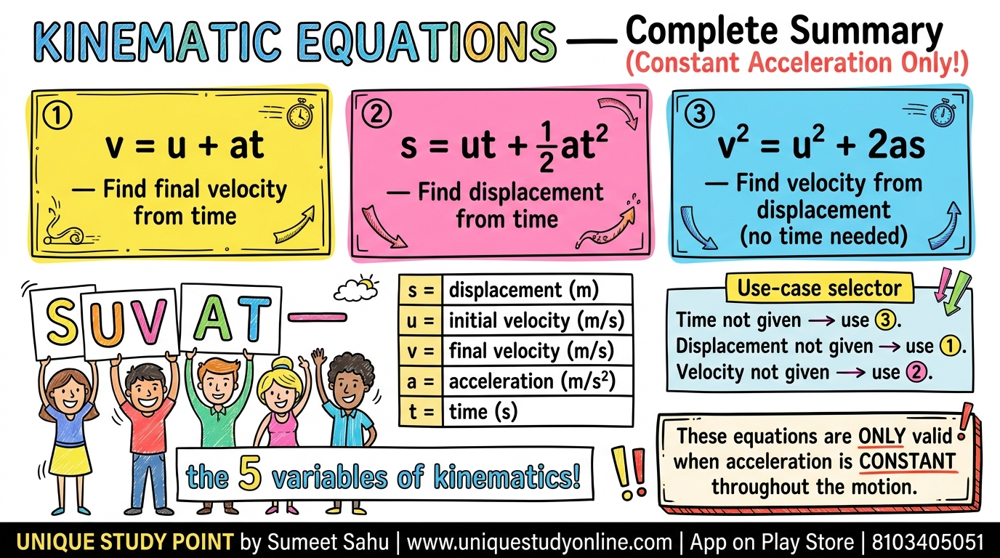 KINEMATIC EQUATIONS — Complete Summary
(Constant Acceleration Only!)
1
v = u + at
— Find final velocity
from time
2
s = ut + 1/2 at²
— Find displacement
from time
3
v² = u² + 2as
— Find velocity from
displacement
(no time needed)
SUVAT —
the 5 variables of kinematics!
s = displacement (m)
u = initial velocity (m/s)
v = final velocity (m/s)
a = acceleration (m/s²)
t = time (s)
Use-case selector
Time not given → use 3.
Displacement not given → use 1.
Velocity not given → use 2.
These equations are ONLY valid
when acceleration is CONSTANT
throughout the motion.
UNIQUE STUDY POINT by Sumeet Sahu | www.uniquestudyonline.com | App on Play Store | 8103405051